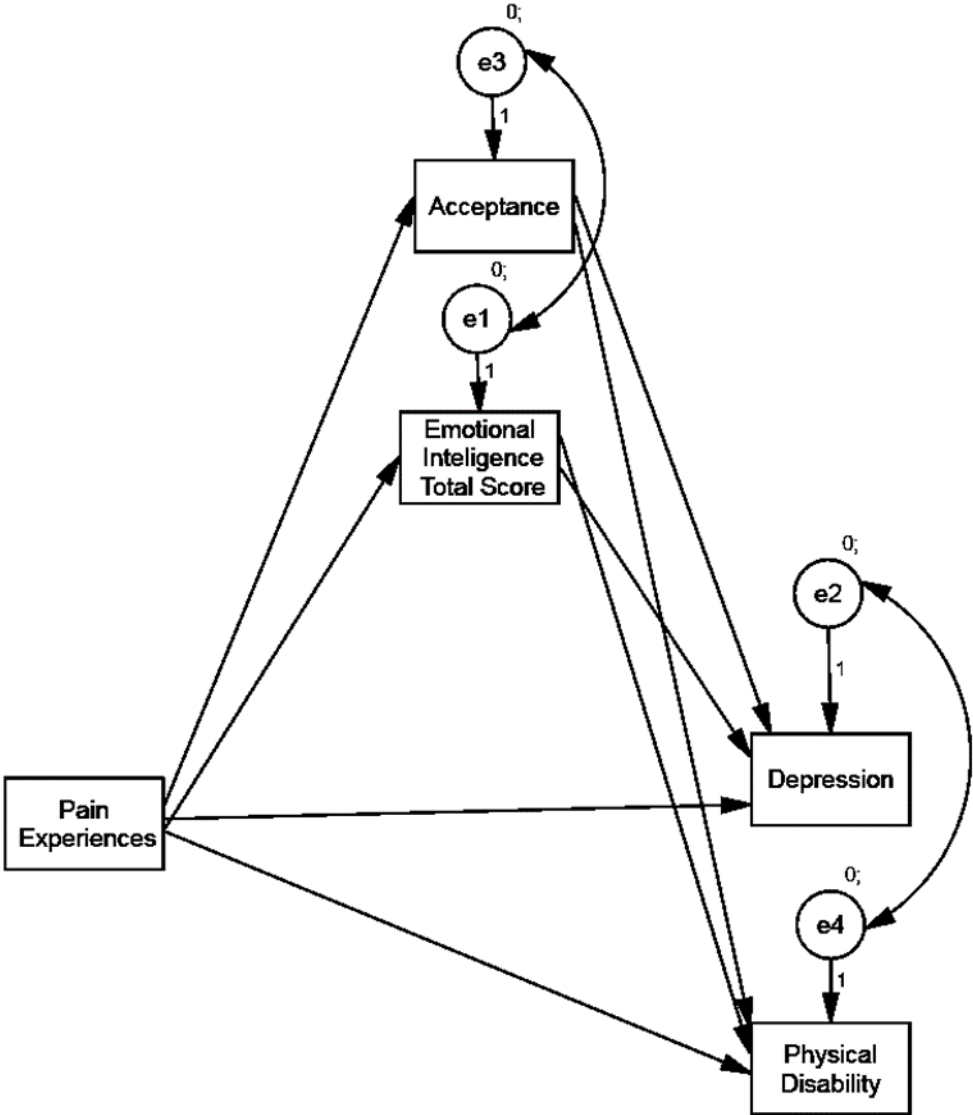 0;
e3
1
Acceptance
0;
e1
1
Emotional
Inteligence
Total Score
0;
e2
1
Depression
Pain
Experiences
0;
e4
1
Physical
Disability